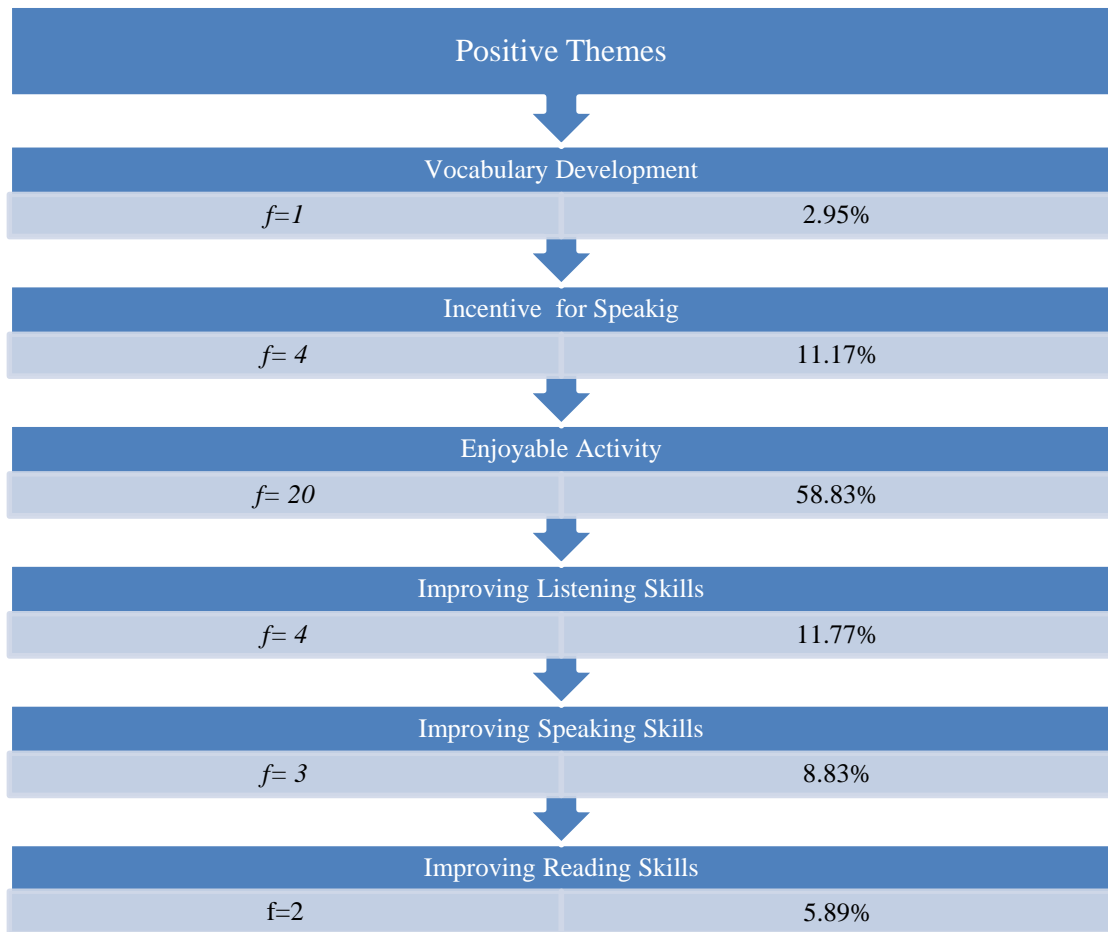 Positive Themes
Vocabulary Development
f=1 2.95%
Incentive for Speakig
f= 4 11.17%
Enjoyable Activity
f= 20 58.83%
Improving Listening Skills
f= 4 11.77%
Improving Speaking Skills
f= 3 8.83%
Improving Reading Skills
f=2 5.89%